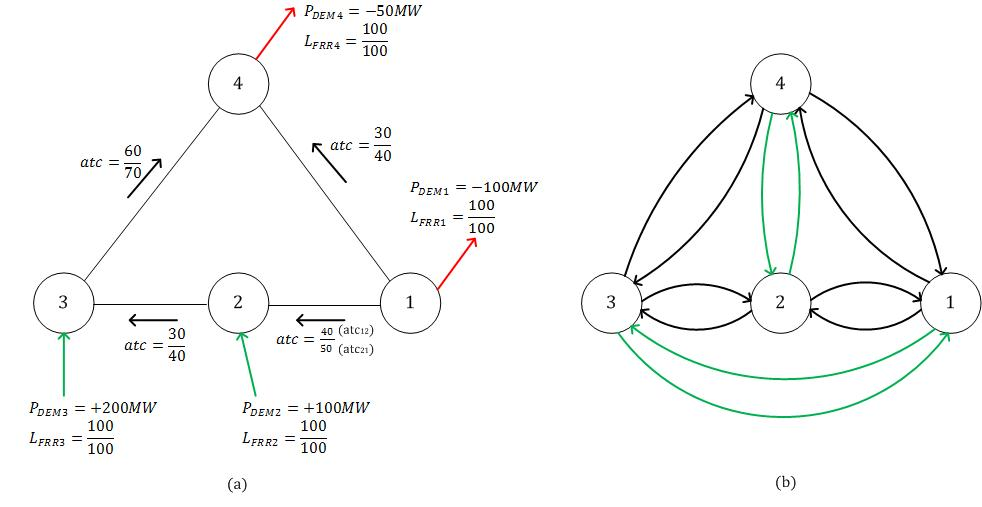 P_DEM4 = −50MW
L_FRR4 = 100/100
4
atc = 60/70
atc = 30/40
P_DEM1 = −100MW
L_FRR1 = 100/100
3
2
1
atc = 30/40
atc = 40/50 (atc₁₂) (atc₂₁)
P_DEM3 = +200MW
L_FRR3 = 100/100
P_DEM2 = +100MW
L_FRR2 = 100/100
(a)
4
3
2
1
(b)